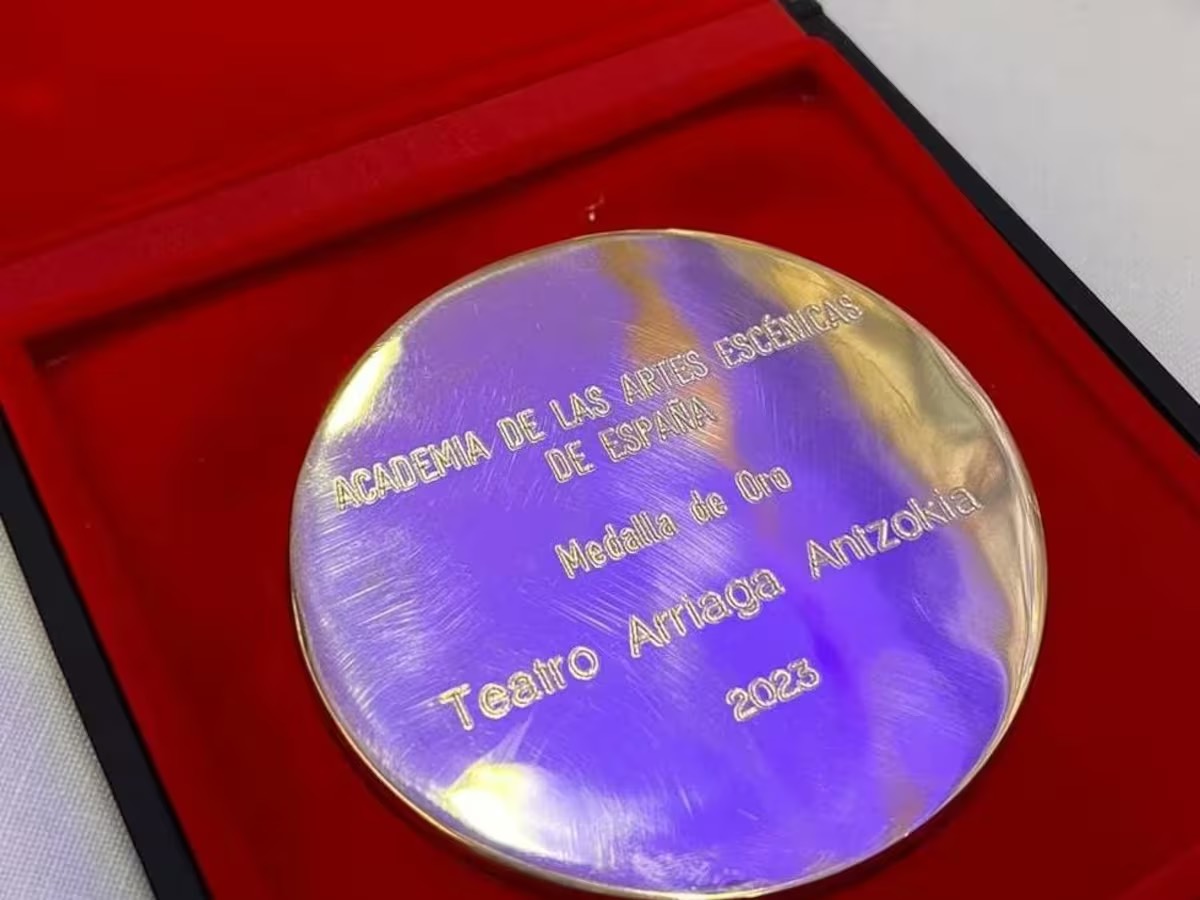 ACADEMIA DE LAS ARTES ESCÉNICAS
DE ESPAÑA
Medalla de Oro
Teatro Arriaga Antzokia
2023